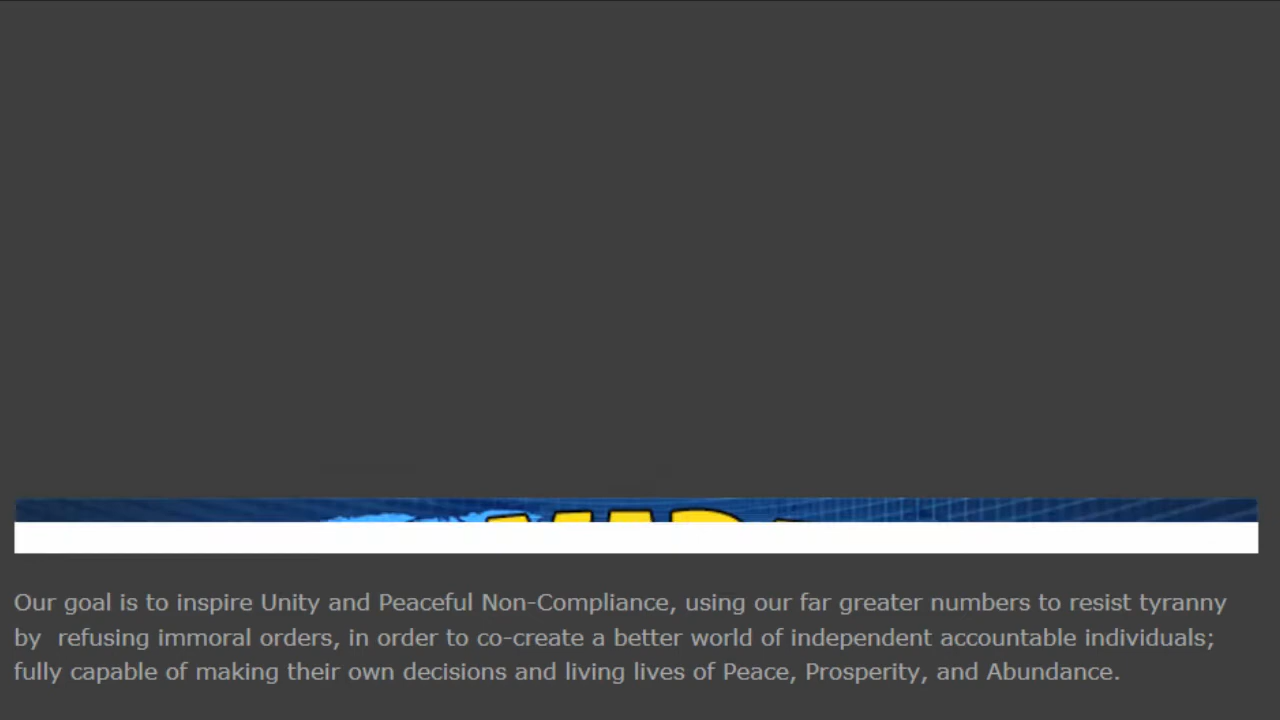 Our goal is to inspire Unity and Peaceful Non-Compliance, using our far greater numbers to resist tyranny
by  refusing immoral orders, in order to co-create a better world of independent accountable individuals;
fully capable of making their own decisions and living lives of Peace, Prosperity, and Abundance.